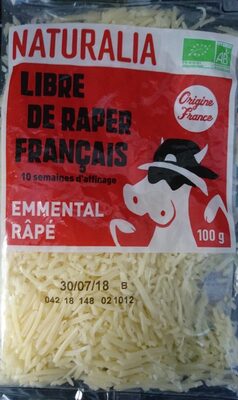 NATURALIA
AB
LIBRE
DE RAPER
FRANÇAIS
10 semaines d'affinage
Origine
France
EMMENTAL
RÂPÉ
100 g
30/07/18 B
042 18 148 021012